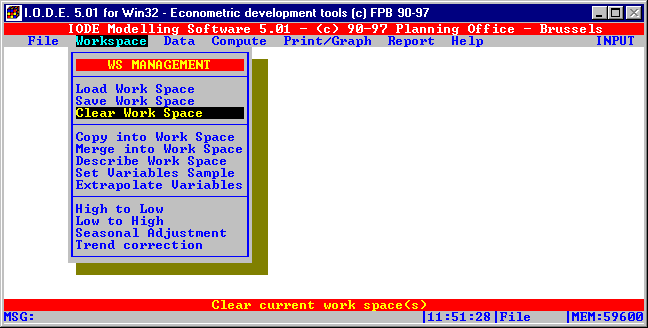 I.O.D.E. 5.01 for Win32 - Econometric development tools (c) FPB 90-97
IODE Modelling Software 5.01 - (c) 90-97 Planning Office - Brussels
File Workspace Data Compute Print/Graph Report Help INPUT
WS MANAGEMENT
Load Work Space
Save Work Space
Clear Work Space
Copy into Work Space
Merge into Work Space
Describe Work Space
Set Variables Sample
Extrapolate Variables
High to Low
Low to High
Seasonal Adjustment
Trend correction
Clear current work space(s)
MSG: |11:51:28|File |MEM:59600